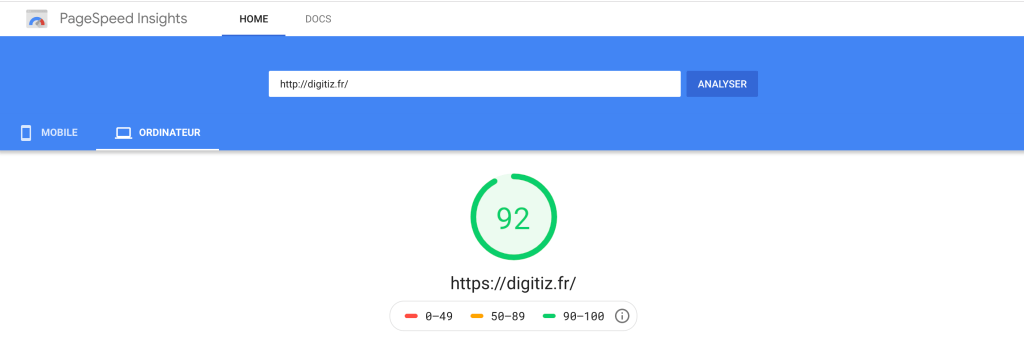 PageSpeed Insights HOME DOCS
http://digitiz.fr/ ANALYSER
MOBILE ORDINATEUR
92
https://digitiz.fr/
0–49 50–89 90–100